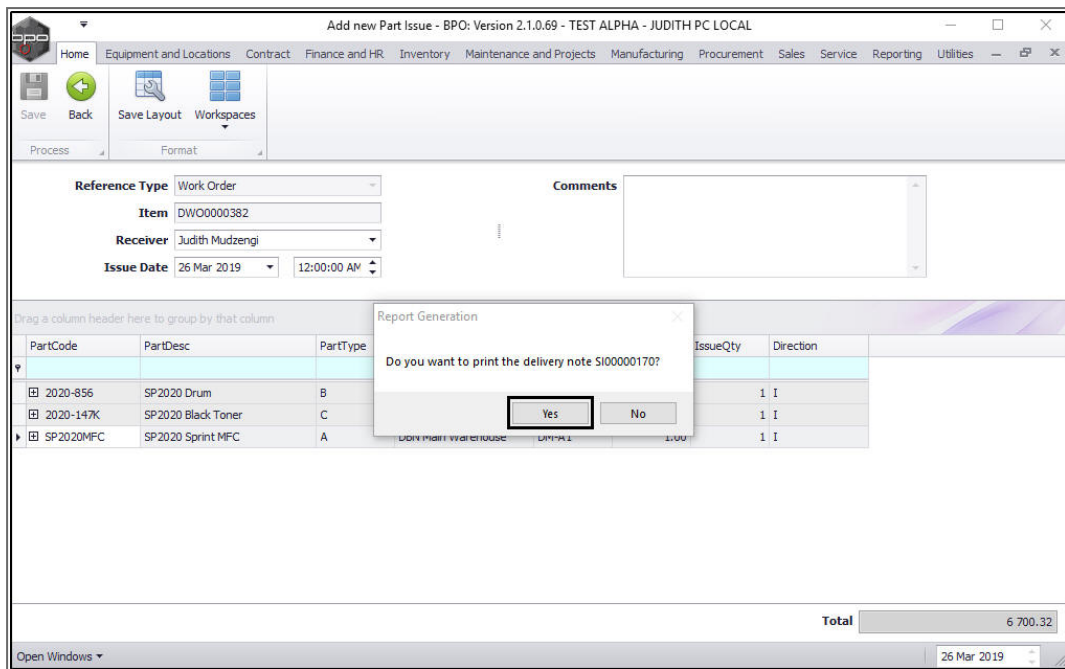 Add new Part Issue - BPO: Version 2.1.0.69 - TEST ALPHA - JUDITH PC LOCAL
bpo
Home Equipment and Locations Contract Finance and HR Inventory Maintenance and Projects Manufacturing Procurement Sales Service Reporting Utilities
Save Back Save Layout Workspaces
Process Format
Reference Type Work Order Comments
Item DWO0000382
Receiver Judith Mudzengi
Issue Date 26 Mar 2019 12:00:00 AM
Drag a column header here to group by that column
Report Generation
PartCode PartDesc PartType IssueQty Direction
Do you want to print the delivery note SI00000170?
2020-856 SP2020 Drum B 1 I
2020-147K SP2020 Black Toner C 1 I
Yes No
SP2020MFC SP2020 Sprint MFC A DBN Main Warehouse DM-A1 1.00 1 I
Total 6 700.32
Open Windows 26 Mar 2019